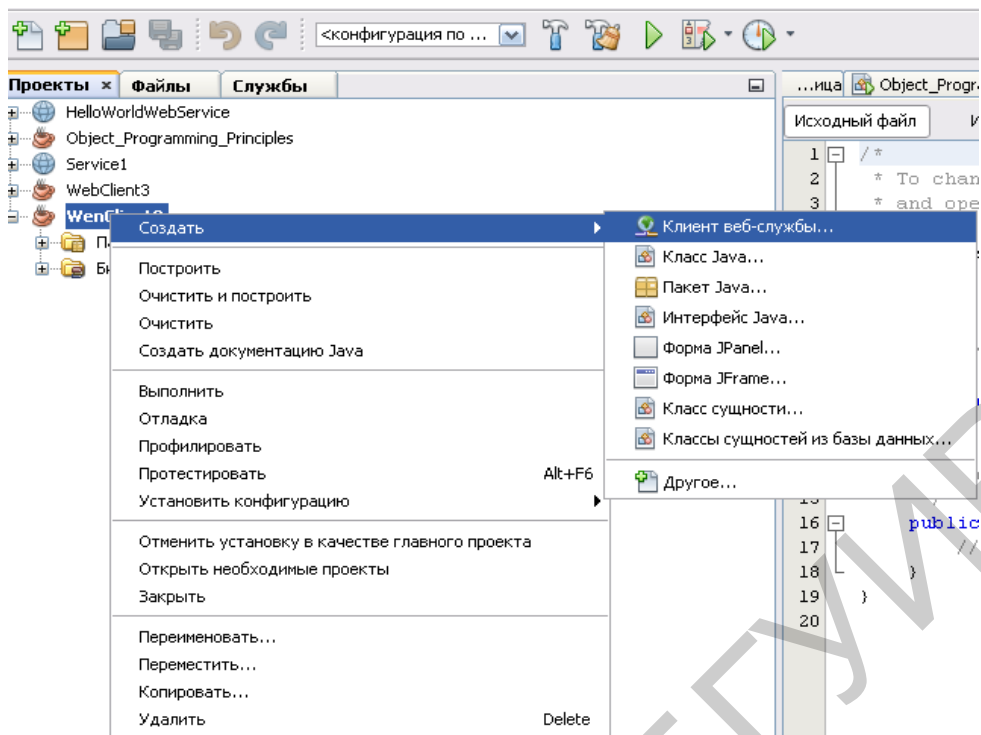 <конфигурация по ...
Проекты × Файлы Службы
HelloWorldWebService
Object_Programming_Principles
Service1
WebClient3
Создать
Построить
Очистить и построить
Очистить
Создать документацию Java
Выполнить
Отладка
Профилировать
Протестировать Alt+F6
Установить конфигурацию
Отменить установку в качестве главного проекта
Открыть необходимые проекты
Закрыть
Переименовать...
Переместить...
Копировать...
Удалить Delete
Клиент веб-службы...
Класс Java...
Пакет Java...
Интерфейс Java...
Форма JPanel...
Форма JFrame...
Класс сущности...
Классы сущностей из базы данных...
Другое...
...ица Object_Progr
Исходный файл И
1 /*
2 * To chan
3 * and ope
16 public
17 //
18 }
19 }
20
БГУИР